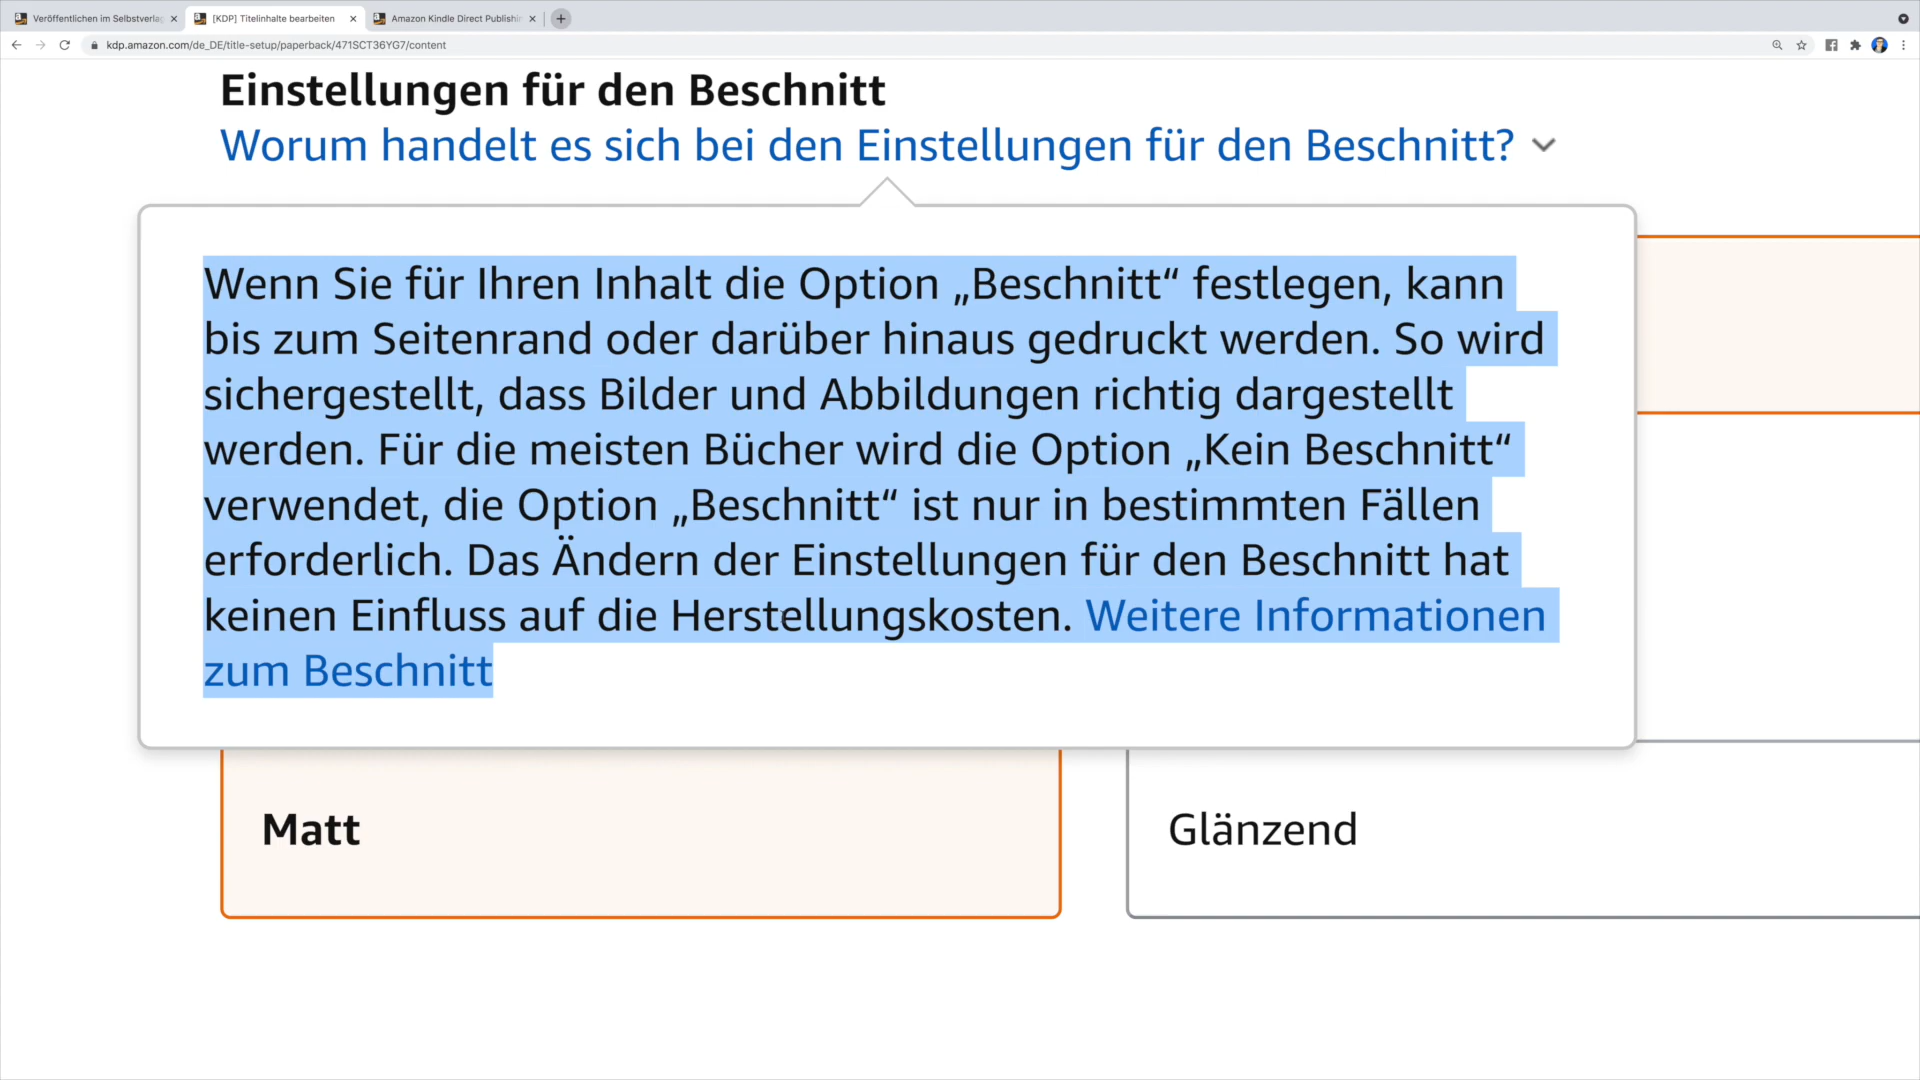 Veröffentlichen im Selbstverlag
[KDP] Titelinhalte bearbeiten
Amazon Kindle Direct Publishin
kdp.amazon.com/de_DE/title-setup/paperback/471SCT36YG7/content
Einstellungen für den Beschnitt
Worum handelt es sich bei den Einstellungen für den Beschnitt?
Wenn Sie für Ihren Inhalt die Option „Beschnitt“ festlegen, kann
bis zum Seitenrand oder darüber hinaus gedruckt werden. So wird
sichergestellt, dass Bilder und Abbildungen richtig dargestellt
werden. Für die meisten Bücher wird die Option „Kein Beschnitt“
verwendet, die Option „Beschnitt“ ist nur in bestimmten Fällen
erforderlich. Das Ändern der Einstellungen für den Beschnitt hat
keinen Einfluss auf die Herstellungskosten. Weitere Informationen
zum Beschnitt
Matt
Glänzend